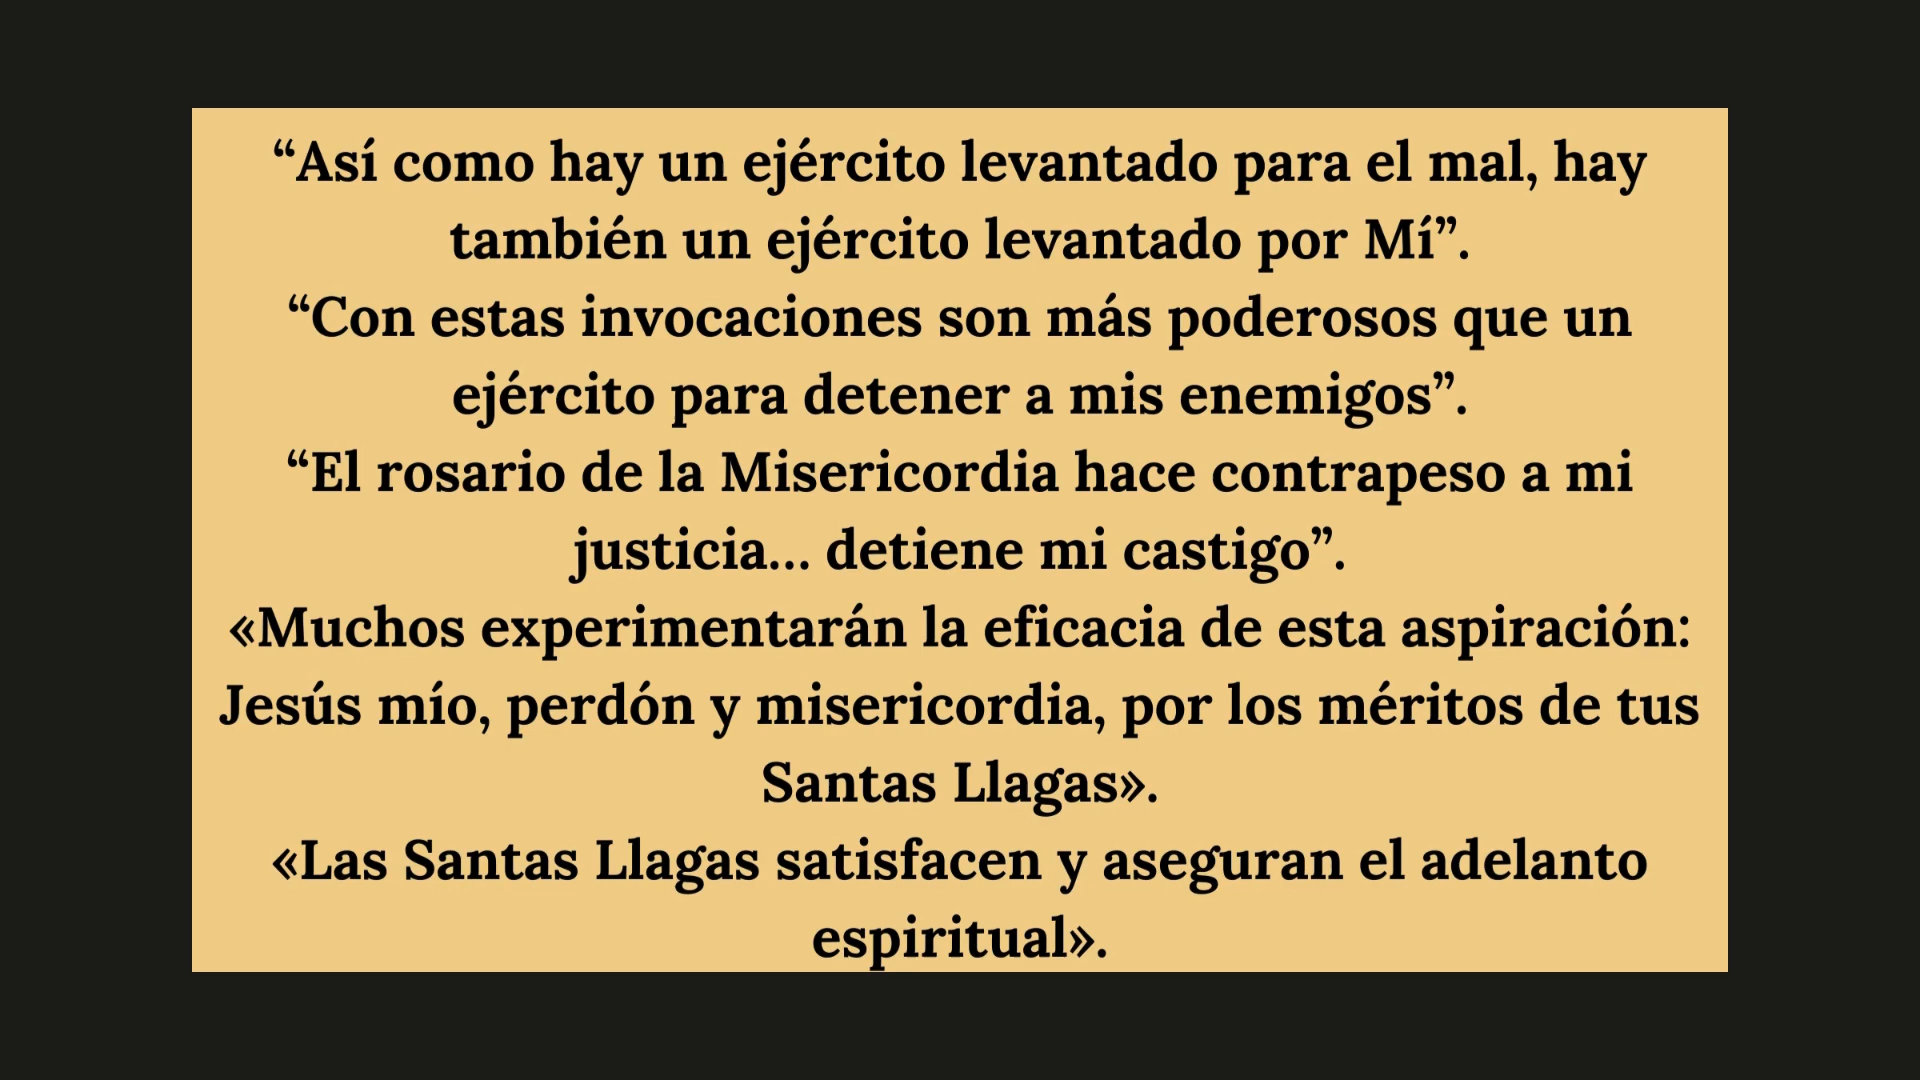 “Así como hay un ejército levantado para el mal, hay
también un ejército levantado por Mí”.
“Con estas invocaciones son más poderosos que un
ejército para detener a mis enemigos”.
“El rosario de la Misericordia hace contrapeso a mi
justicia... detiene mi castigo”.
«Muchos experimentarán la eficacia de esta aspiración:
Jesús mío, perdón y misericordia, por los méritos de tus
Santas Llagas».
«Las Santas Llagas satisfacen y aseguran el adelanto
espiritual».